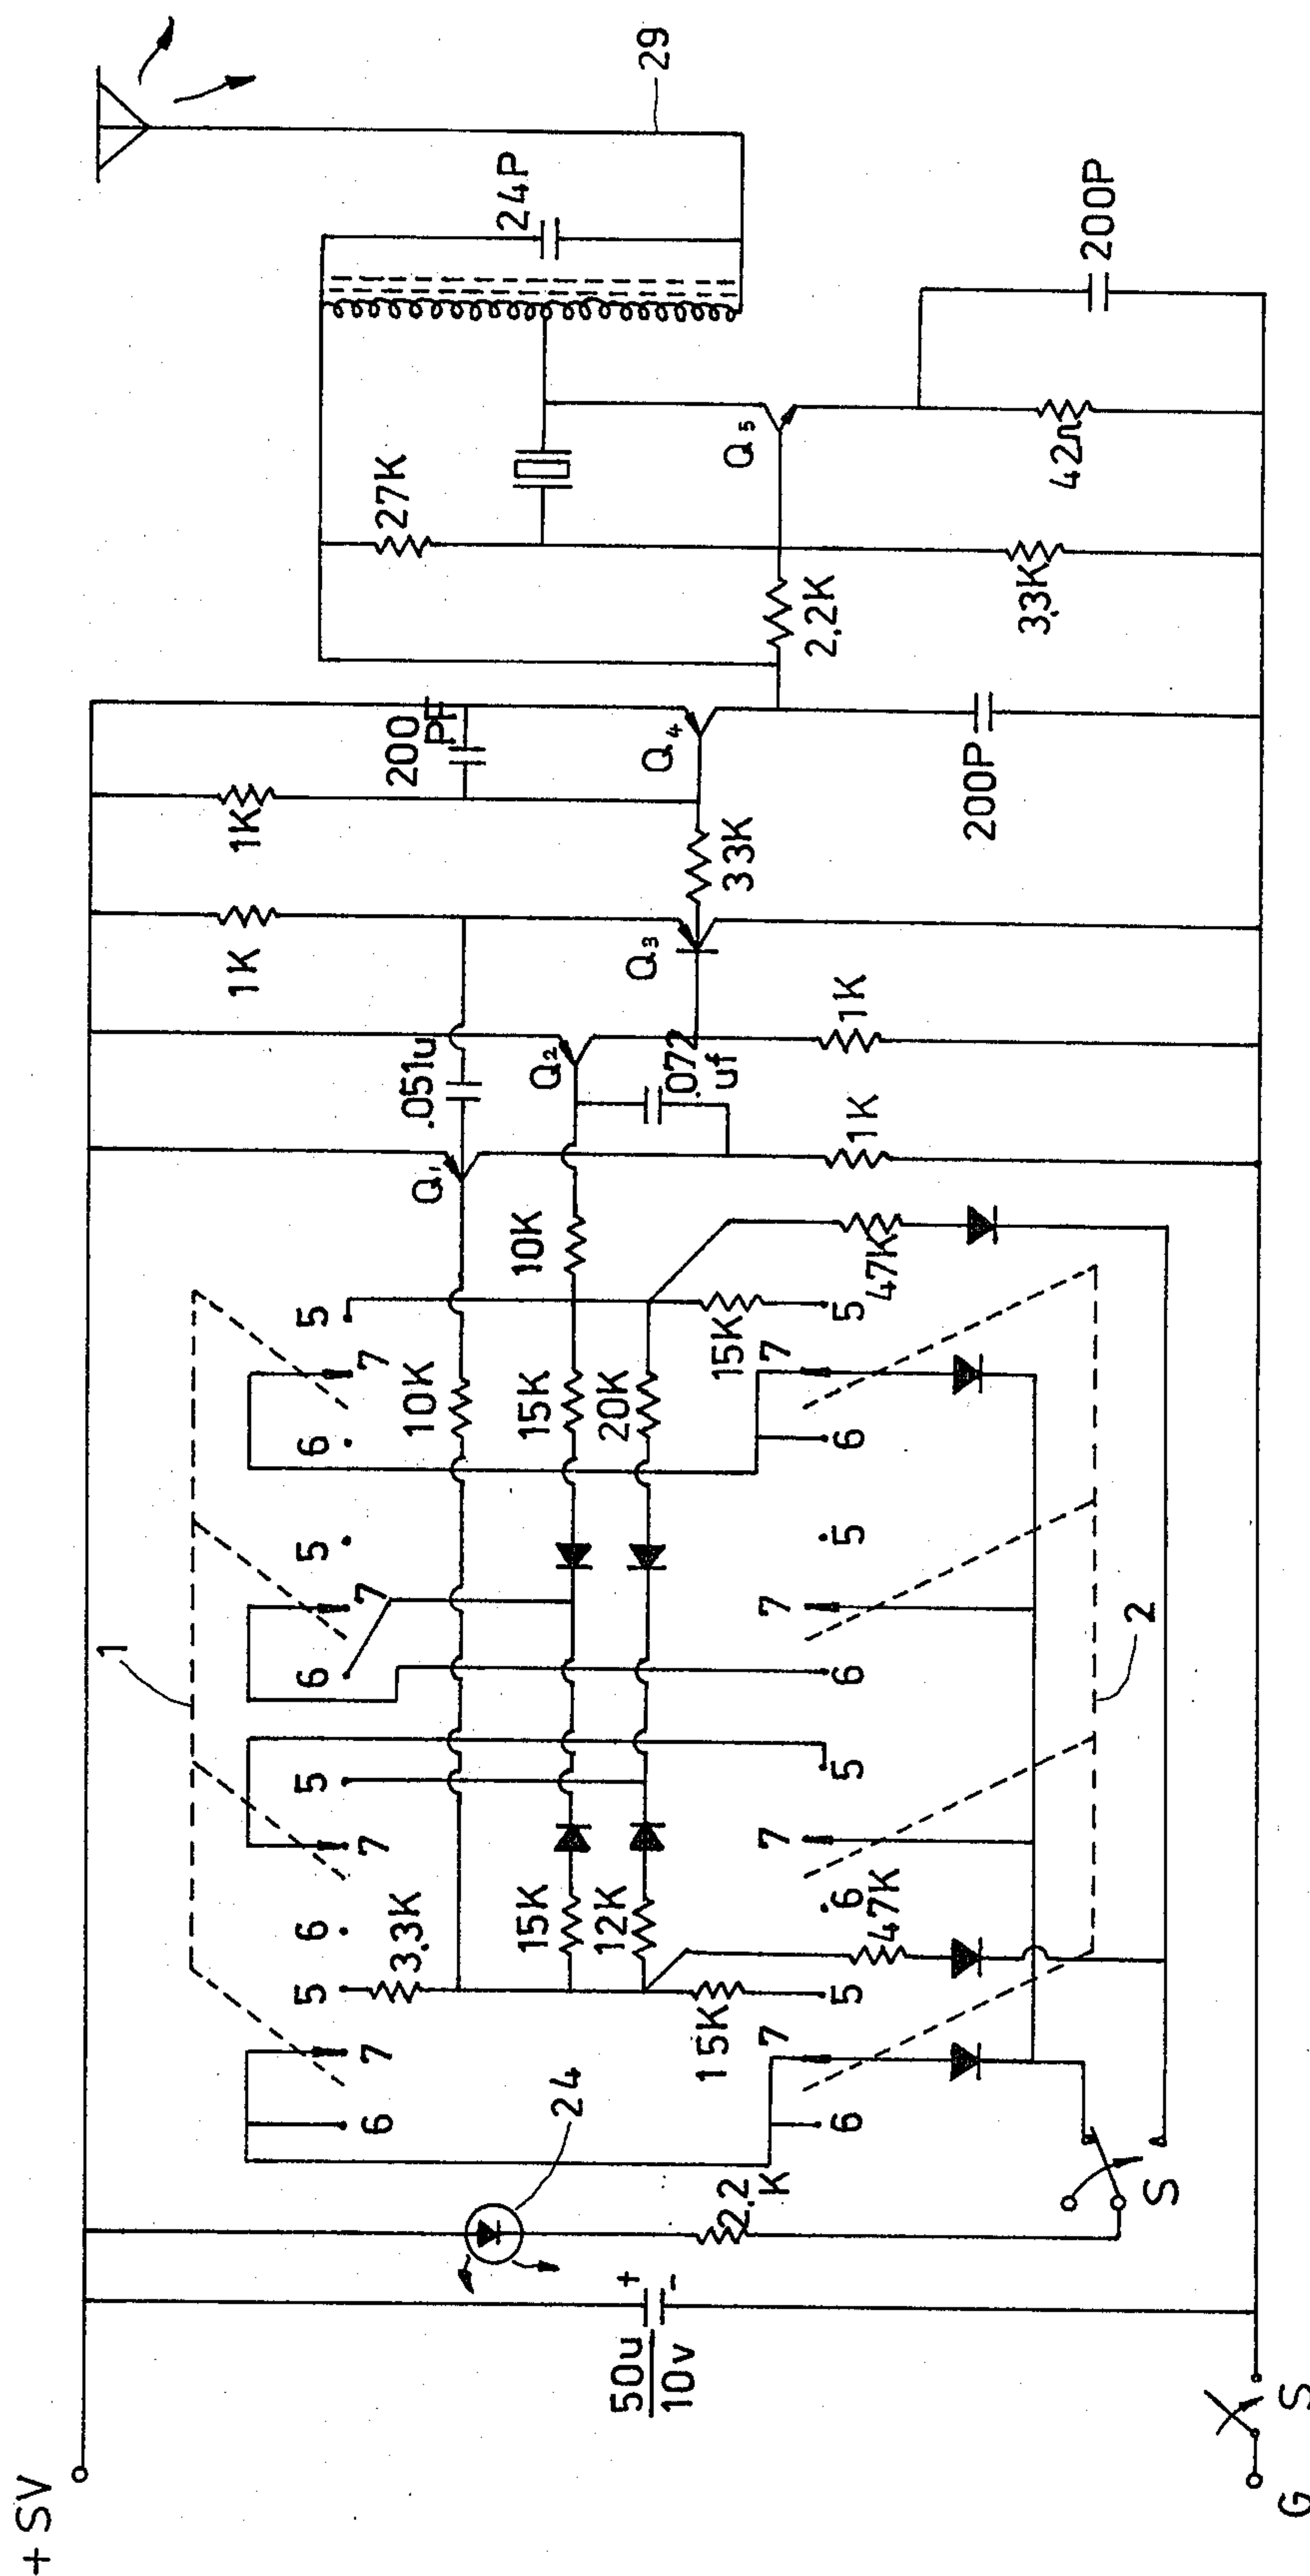 + SV
1
1K
1K
5
6
5
6
5
6
5
6
7
7
7
7
3.3K
10K
.051u
200
PF
27K
Q₁
24P
24
15K
15K
10K
Q₂
12K
20K
Q₃
Q₄
29
50u
10v
+
-
.072
uf
33K
Q₅
2.2
K
15K
15K
7
7
7
7
2.2K
6
5
6
5
6
5
6
5
1K
1K
47K
47K
200P
3.3K
42Ω
200P
2
S
G
S